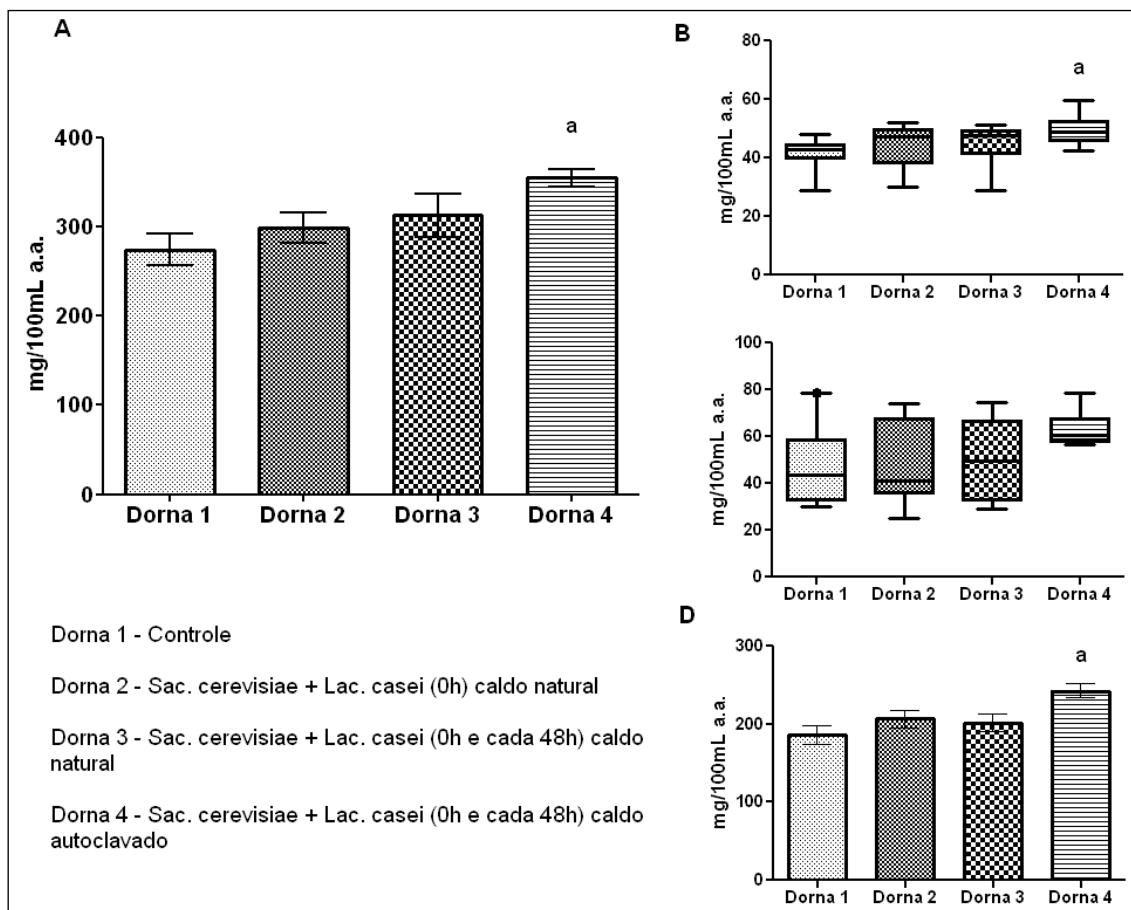 A
mg/100mL a.a.
400
300
200
100
0
Dorna 1 Dorna 2 Dorna 3 Dorna 4
a
B
mg/100mL a.a.
80
60
40
20
0
Dorna 1 Dorna 2 Dorna 3 Dorna 4
a
mg/100mL a.a.
100
80
60
40
20
0
Dorna 1 Dorna 2 Dorna 3 Dorna 4
Dorna 1 - Controle
Dorna 2 - Sac. cerevisiae + Lac. casei (0h) caldo natural
Dorna 3 - Sac. cerevisiae + Lac. casei (0h e cada 48h) caldo
natural
Dorna 4 - Sac. cerevisiae + Lac. casei (0h e cada 48h) caldo
autoclavado
D
mg/100mL a.a.
300
200
100
0
Dorna 1 Dorna 2 Dorna 3 Dorna 4
a